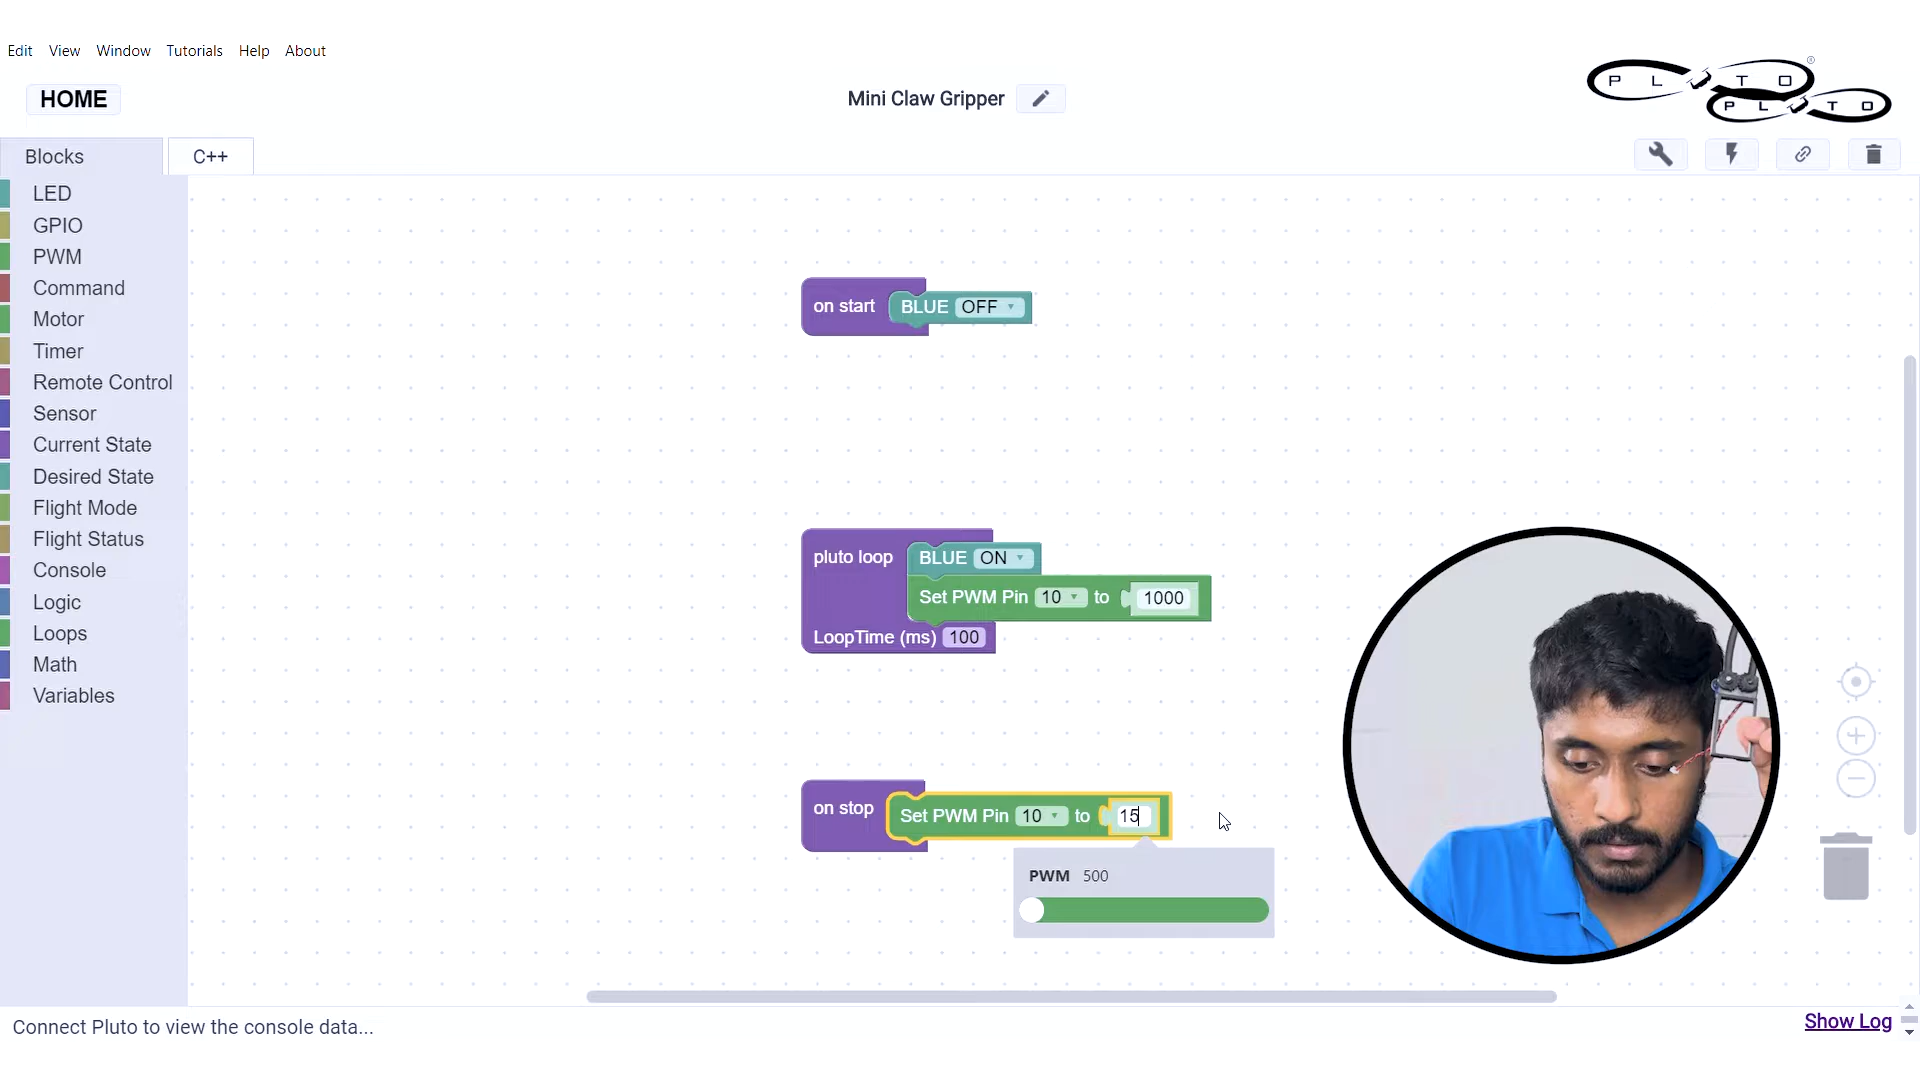 Edit View Window Tutorials Help About
HOME
Mini Claw Gripper
PLUTO
PLUTO
®
Blocks
C++
LED
GPIO
PWM
Command
Motor
Timer
Remote Control
Sensor
Current State
Desired State
Flight Mode
Flight Status
Console
Logic
Loops
Math
Variables
on start BLUE OFF
pluto loop BLUE ON
Set PWM Pin 10 to 1000
LoopTime (ms) 100
on stop Set PWM Pin 10 to 15
PWM 500
Connect Pluto to view the console data...
Show Log